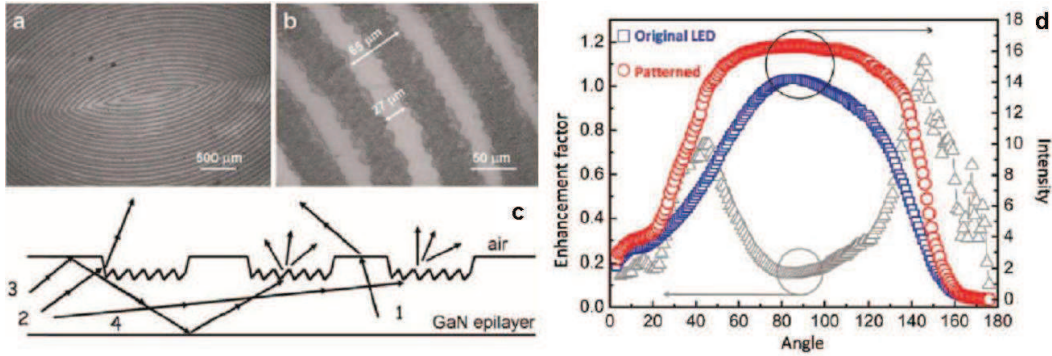 a
500 μm
b
68 μm
27 μm
50 μm
c
air
3
2
4
1
GaN epilayer
d
Original LED
Patterned
Enhancement factor
1.2
1.0
0.8
0.6
0.4
0.2
0.0
18
16
14
12
10
8
6
4
2
0
Intensity
0 20 40 60 80 100 120 140 160 180
Angle